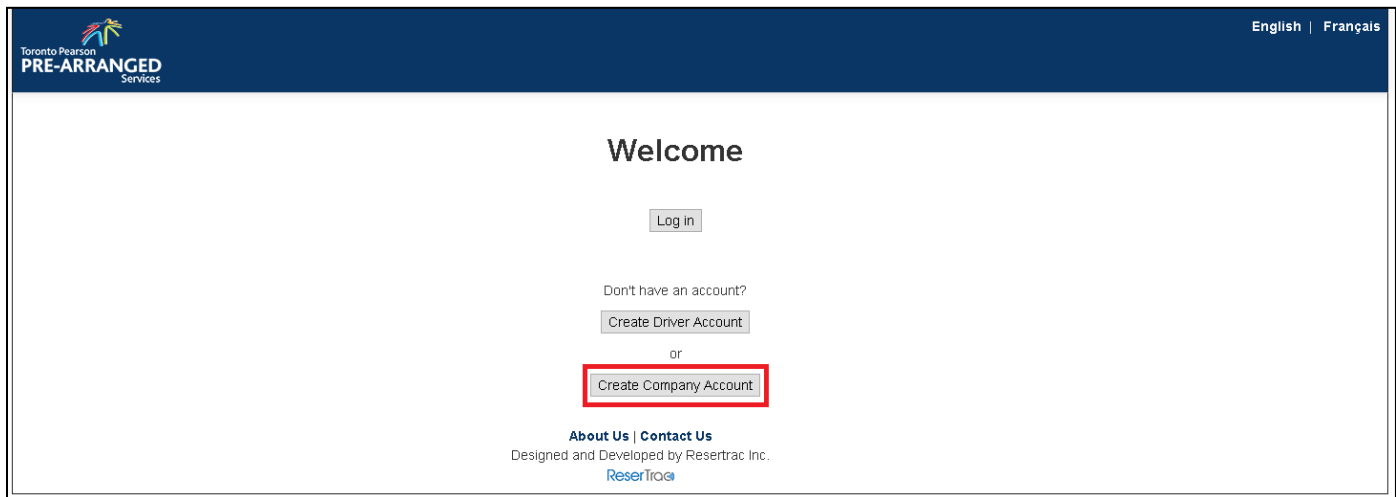 Toronto Pearson
PRE-ARRANGED
Services
English | Français
Welcome
Log in
Don't have an account?
Create Driver Account
or
Create Company Account
About Us | Contact Us
Designed and Developed by Resertrac Inc.
ReserTrac